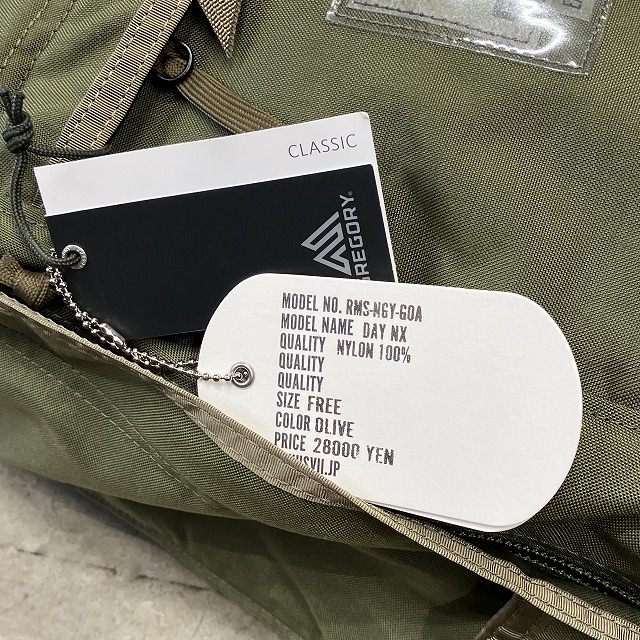 CLASSIC
GREGORY
MODEL NO. RMS-NGY-GOA
MODEL NAME DAY NX
QUALITY NYLON 100%
QUALITY
QUALITY
SIZE FREE
COLOR OLIVE
PRICE 28000 YEN